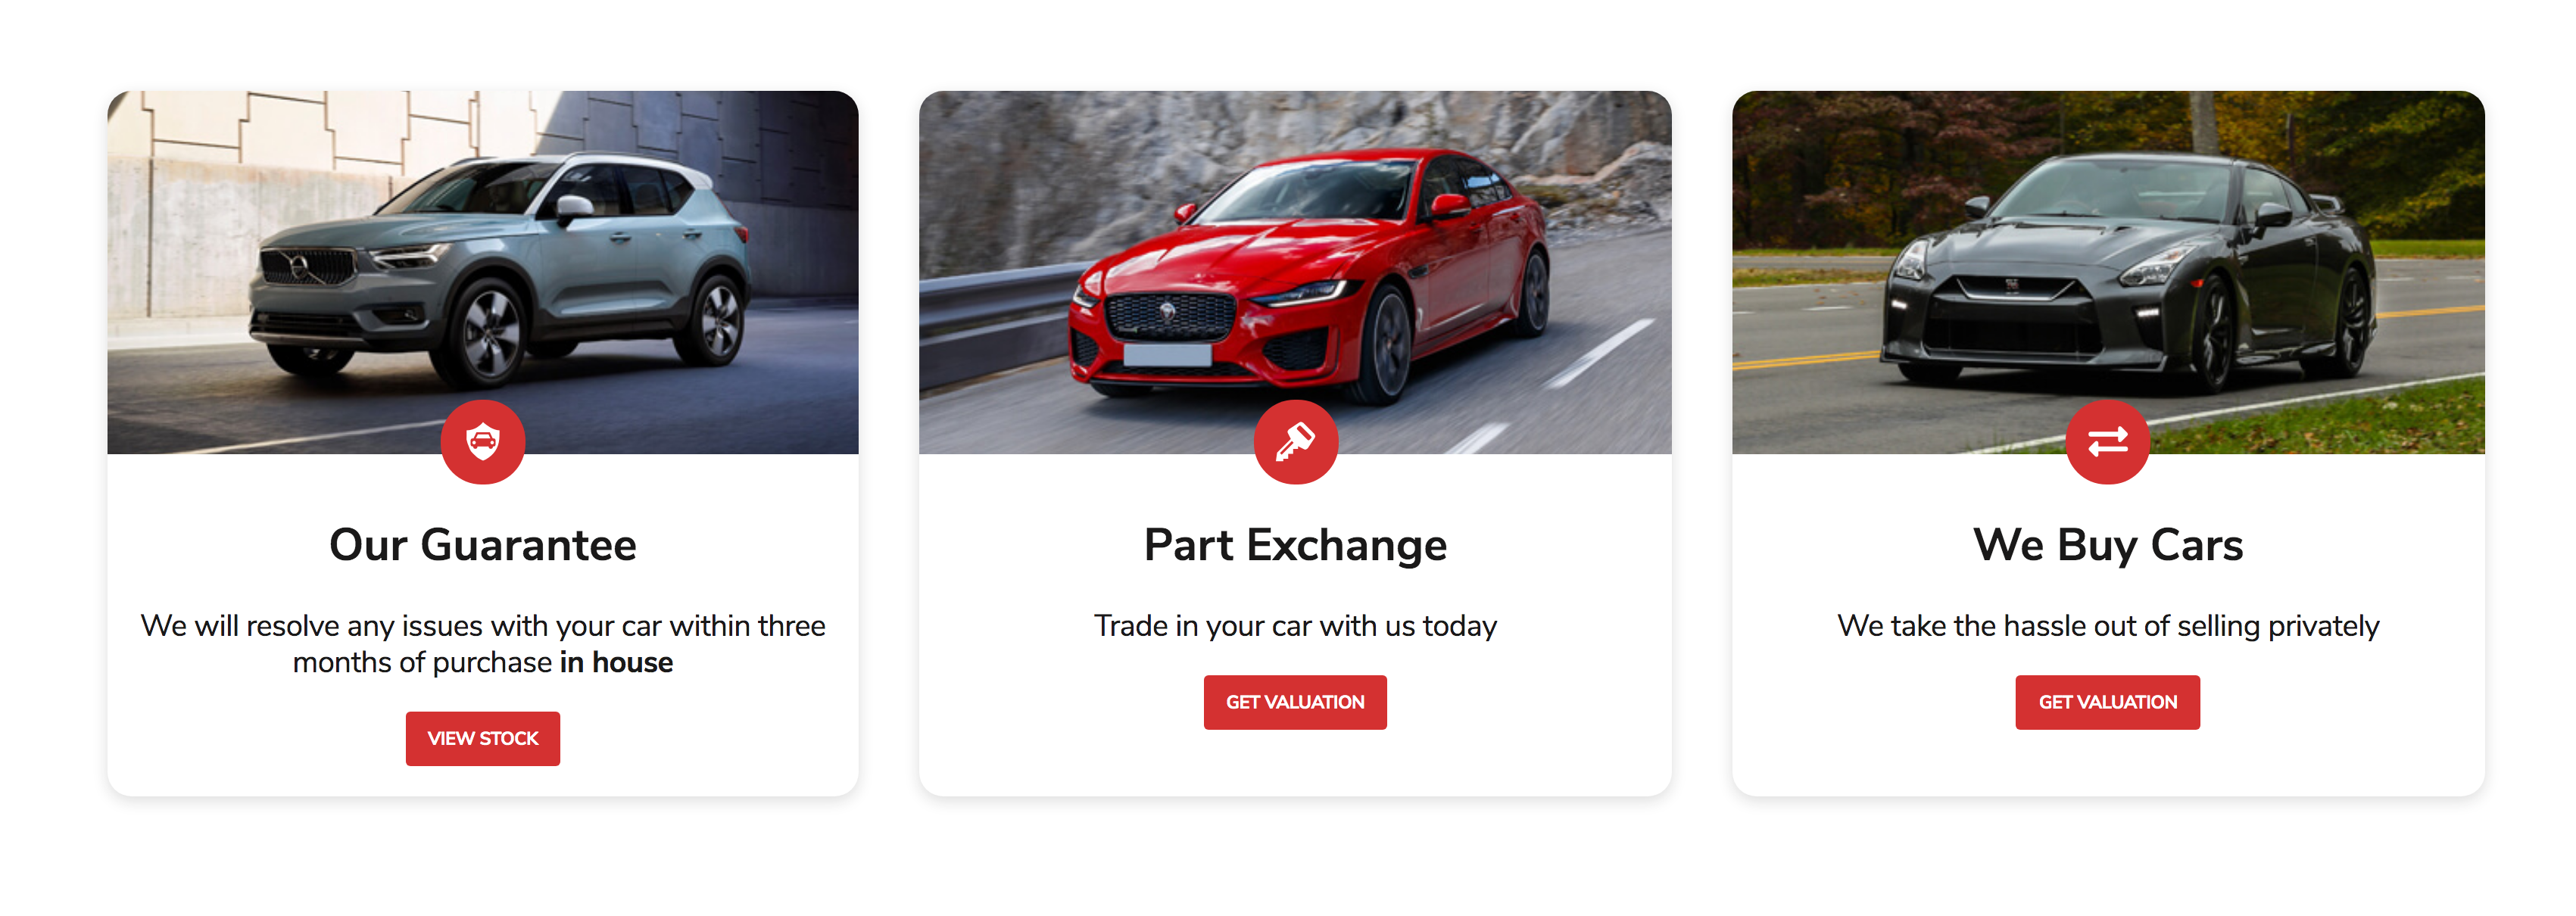 Our Guarantee
We will resolve any issues with your car within three
months of purchase in house
VIEW STOCK
Part Exchange
Trade in your car with us today
GET VALUATION
We Buy Cars
We take the hassle out of selling privately
GET VALUATION